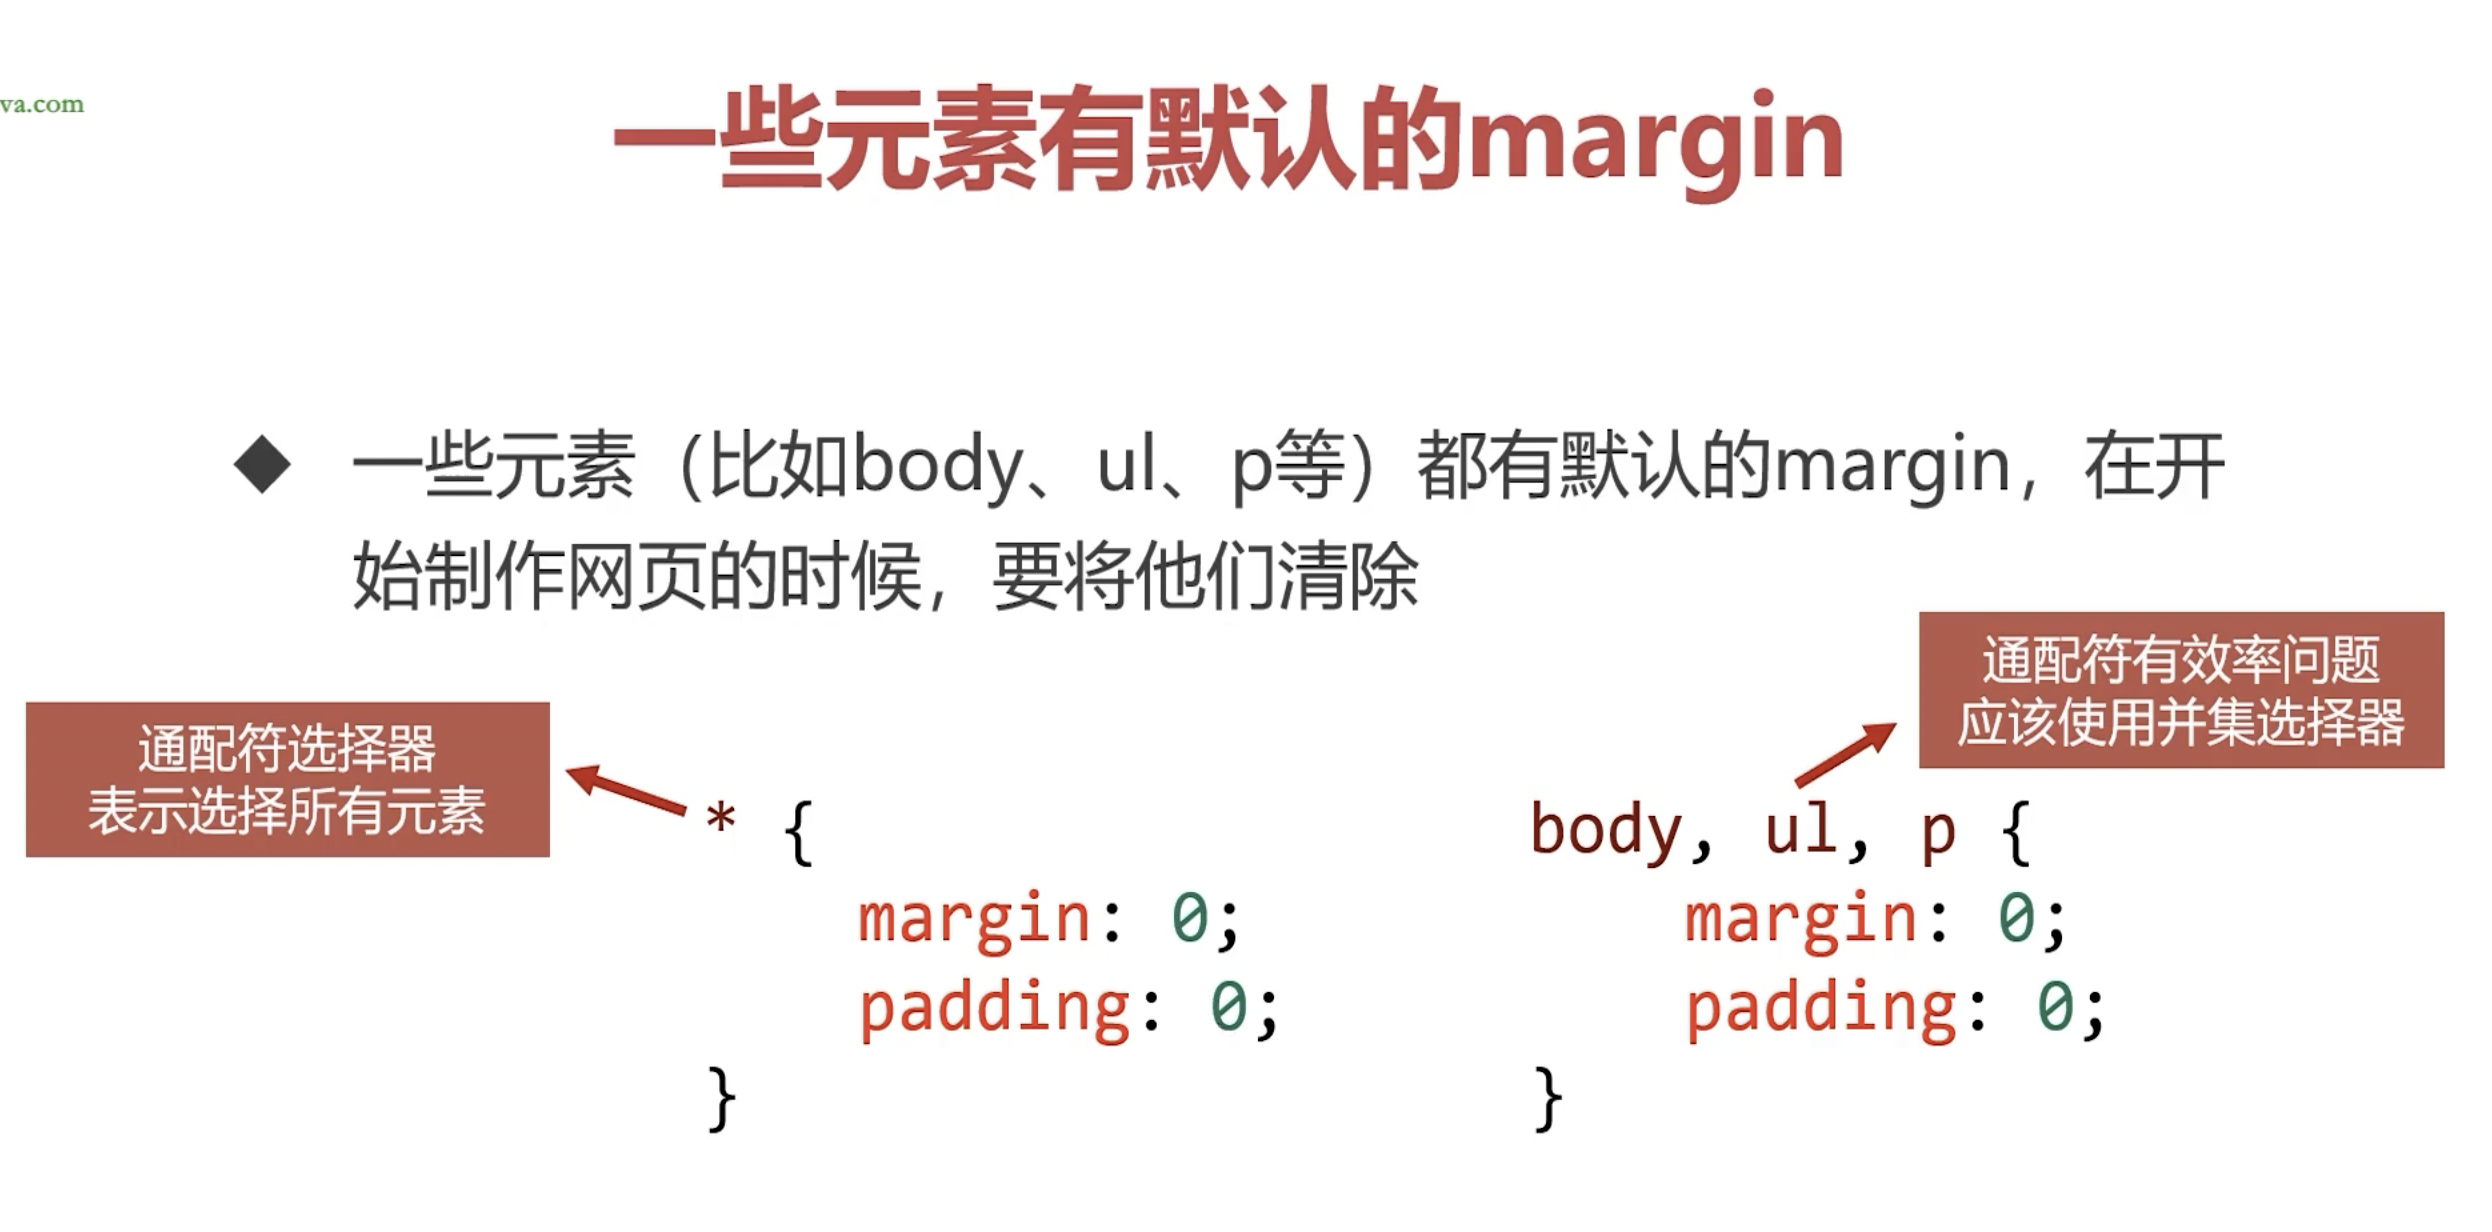 va.com
一些元素有默认的margin
◆ 一些元素（比如body、ul、p等）都有默认的margin，在开
始制作网页的时候，要将他们清除
通配符选择器
表示选择所有元素
* {
margin: 0;
padding: 0;
}
通配符有效率问题
应该使用并集选择器
body, ul, p {
margin: 0;
padding: 0;
}